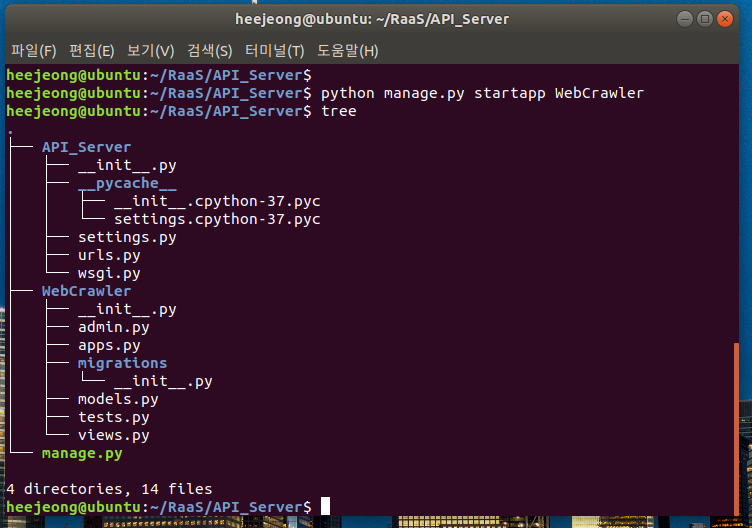 heejeong@ubuntu: ~/RaaS/API_Server
파일(F) 편집(E) 보기(V) 검색(S) 터미널(T) 도움말(H)
heejeong@ubuntu:~/RaaS/API_Server$
heejeong@ubuntu:~/RaaS/API_Server$ python manage.py startapp WebCrawler
heejeong@ubuntu:~/RaaS/API_Server$ tree
.
├── API_Server
│   ├── __init__.py
│   ├── __pycache__
│   │   ├── __init__.cpython-37.pyc
│   │   └── settings.cpython-37.pyc
│   ├── settings.py
│   ├── urls.py
│   └── wsgi.py
├── WebCrawler
│   ├── __init__.py
│   ├── admin.py
│   ├── apps.py
│   ├── migrations
│   │   └── __init__.py
│   ├── models.py
│   ├── tests.py
│   └── views.py
└── manage.py
4 directories, 14 files
heejeong@ubuntu:~/RaaS/API_Server$